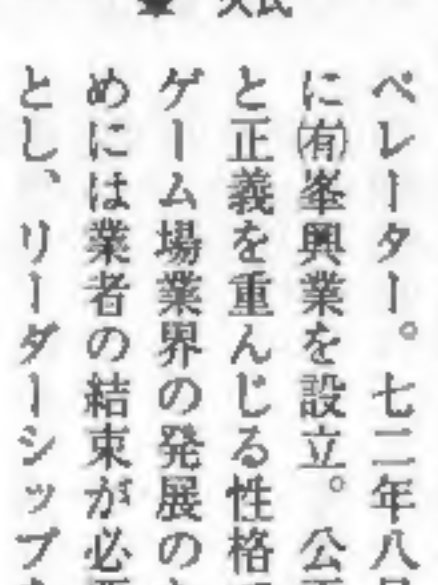 ペレーター。七二年八
に㈲峯興業を設立。公
と正義を重んじる性格
ゲーム場業界の発展の
めには業者の結束が必
とし、リーダーシップ